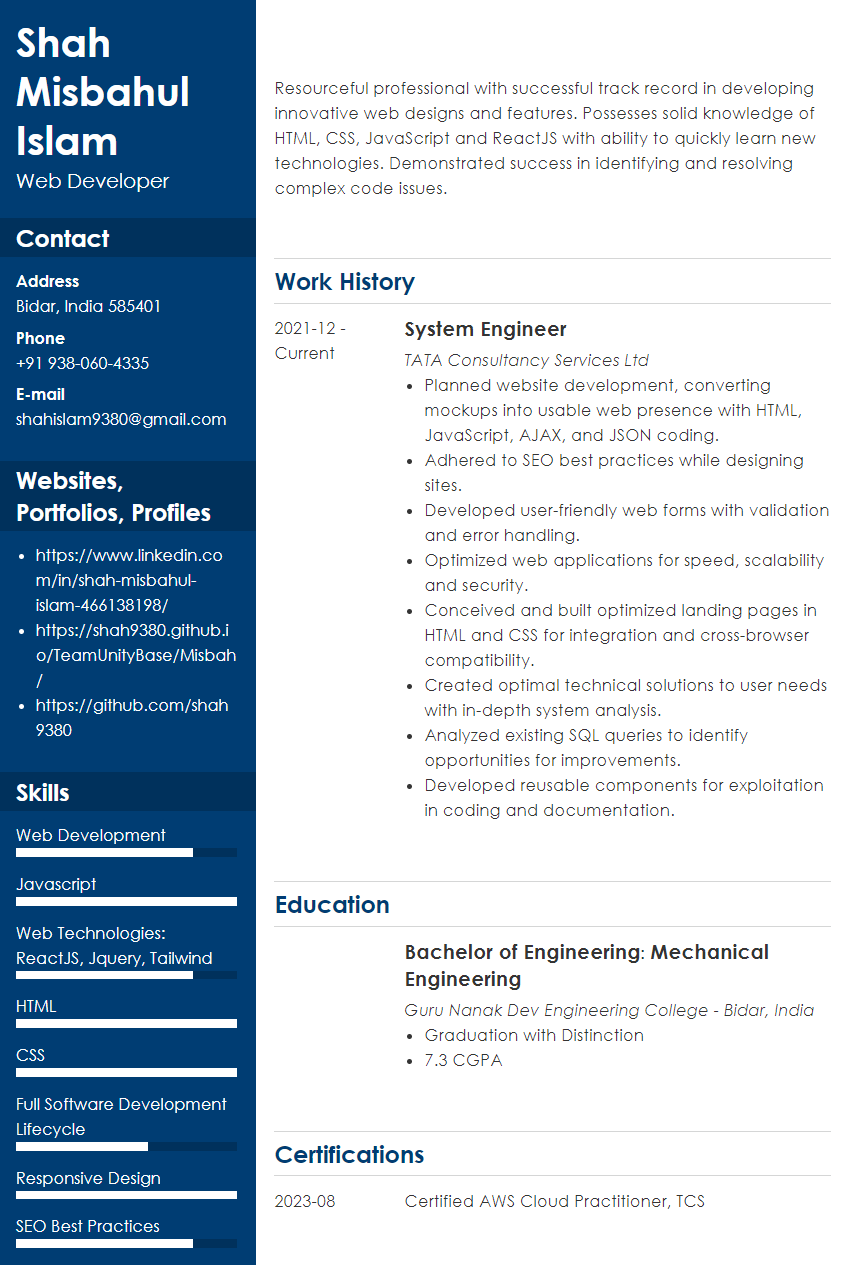 Shah
Misbahul
Islam
Web Developer
Contact
Address
Bidar, India 585401
Phone
+91 938-060-4335
E-mail
shahislam9380@gmail.com
Websites,
Portfolios, Profiles
• https://www.linkedin.co
m/in/shah-misbahul-
islam-466138198/
• https://shah9380.github.i
o/TeamUnityBase/Misbah
/
• https://github.com/shah
9380
Skills
Web Development
Javascript
Web Technologies:
ReactJS, Jquery, Tailwind
HTML
CSS
Full Software Development
Lifecycle
Responsive Design
SEO Best Practices
Resourceful professional with successful track record in developing
innovative web designs and features. Possesses solid knowledge of
HTML, CSS, JavaScript and ReactJS with ability to quickly learn new
technologies. Demonstrated success in identifying and resolving
complex code issues.
Work History
2021-12 -
Current
System Engineer
TATA Consultancy Services Ltd
• Planned website development, converting
mockups into usable web presence with HTML,
JavaScript, AJAX, and JSON coding.
• Adhered to SEO best practices while designing
sites.
• Developed user-friendly web forms with validation
and error handling.
• Optimized web applications for speed, scalability
and security.
• Conceived and built optimized landing pages in
HTML and CSS for integration and cross-browser
compatibility.
• Created optimal technical solutions to user needs
with in-depth system analysis.
• Analyzed existing SQL queries to identify
opportunities for improvements.
• Developed reusable components for exploitation
in coding and documentation.
Education
Bachelor of Engineering: Mechanical
Engineering
Guru Nanak Dev Engineering College - Bidar, India
• Graduation with Distinction
• 7.3 CGPA
Certifications
2023-08 Certified AWS Cloud Practitioner, TCS